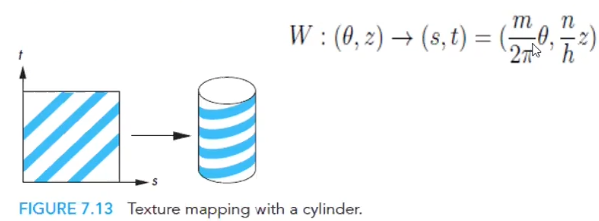 W : (θ, z) → (s, t) = (m/2π θ, n/h z)
t
s
FIGURE 7.13 Texture mapping with a cylinder.